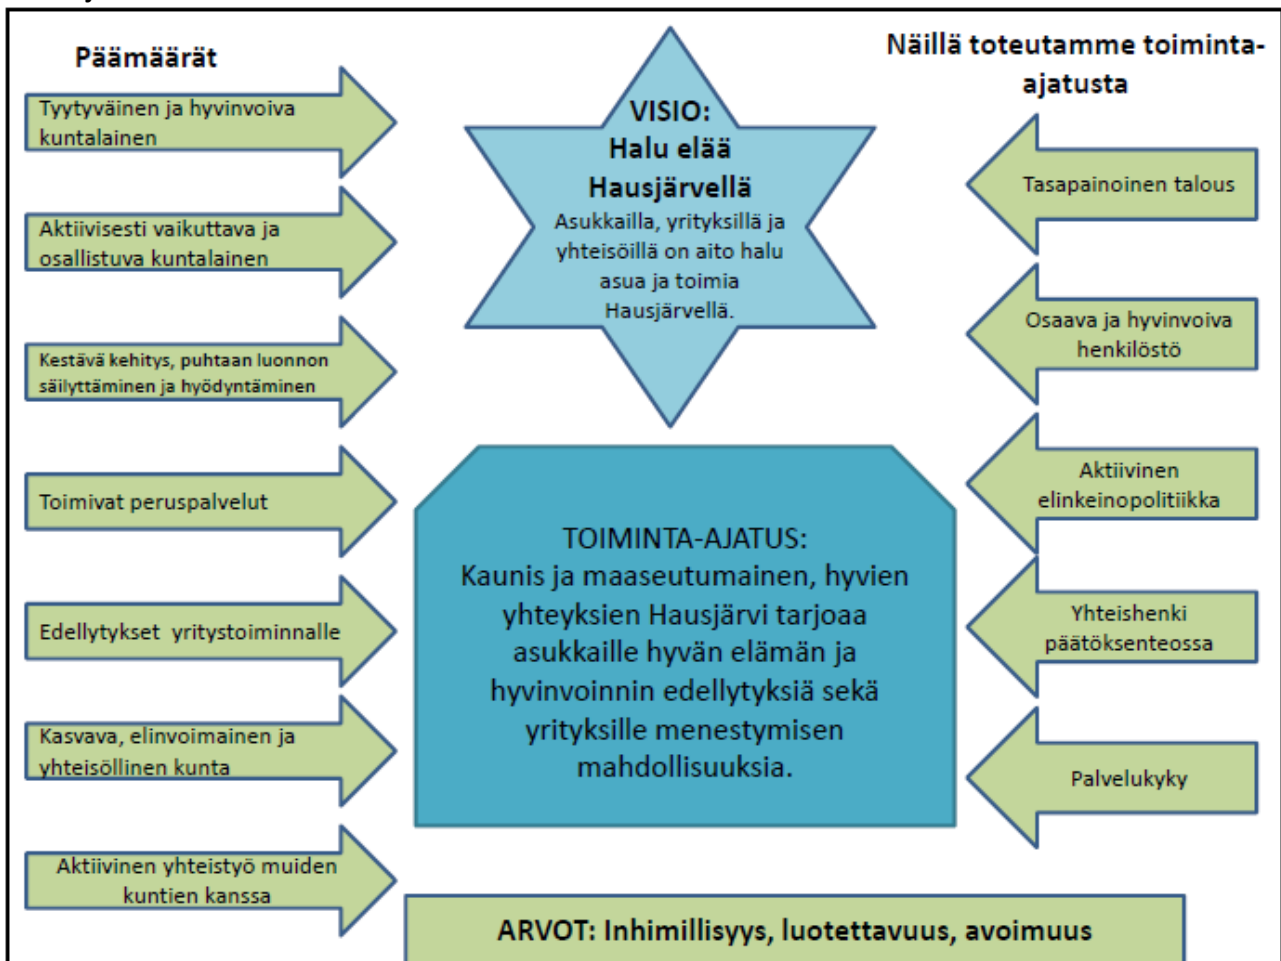 Päämäärät
Tyytyväinen ja hyvinvoiva
kuntalainen
Aktiivisesti vaikuttava ja
osallistuva kuntalainen
Kestävä kehitys, puhtaan luonnon
säilyttäminen ja hyödyntäminen
Toimivat peruspalvelut
Edellytykset yritystoiminnalle
Kasvava, elinvoimainen ja
yhteisöllinen kunta
Aktiivinen yhteistyö muiden
kuntien kanssa
VISIO:
Halu elää
Hausjärvellä
Asukkailla, yrityksillä ja
yhteisöillä on aito halu
asua ja toimia
Hausjärvellä.
TOIMINTA-AJATUS:
Kaunis ja maaseutumainen, hyvien
yhteyksien Hausjärvi tarjoaa
asukkaille hyvän elämän ja
hyvinvoinnin edellytyksiä sekä
yrityksille menestymisen
mahdollisuuksia.
Näillä toteutamme toiminta-
ajatusta
Tasapainoinen talous
Osaava ja hyvinvoiva
henkilöstö
Aktiivinen
elinkeinopolitiikka
Yhteishenki
päätöksenteossa
Palvelukyky
ARVOT: Inhimillisyys, luotettavuus, avoimuus